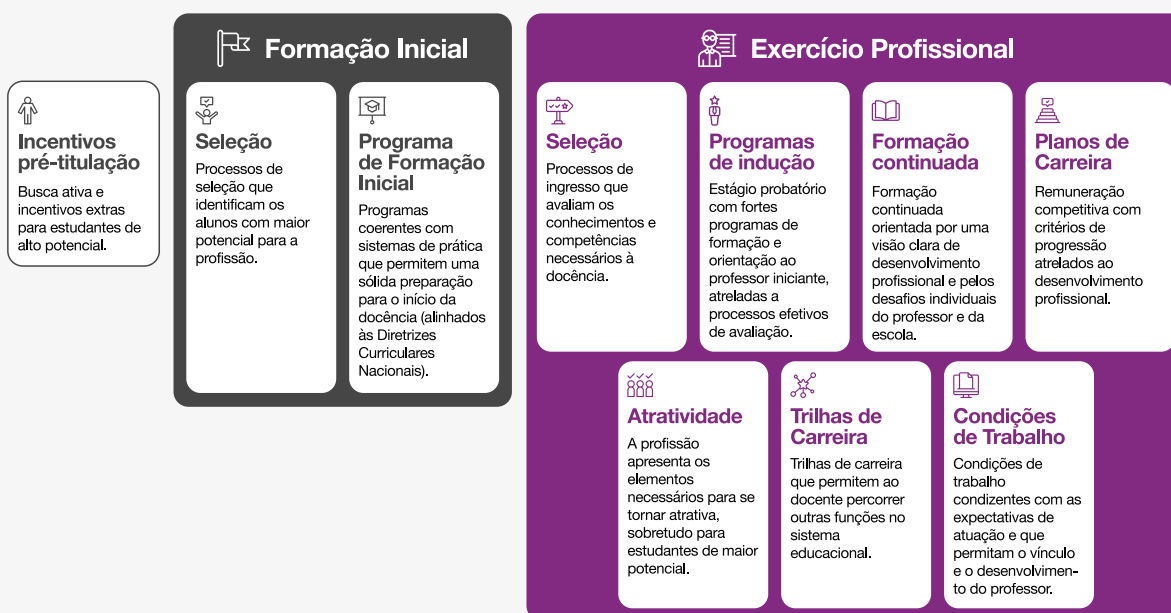 Formação Inicial
Exercício Profissional
Incentivos
pré-titulação
Busca ativa e
incentivos extras
para estudantes de
alto potencial.
Seleção
Processos de
seleção que
identificam os
alunos com maior
potencial para a
profissão.
Programa
de Formação
Inicial
Programas
coerentes com
sistemas de prática
que permitem uma
sólida preparação
para o início da
docência (alinhados
às Diretrizes
Curriculares
Nacionais).
Seleção
Processos de
ingresso que
avaliam os
conhecimentos e
competências
necessários à
docência.
Programas
de indução
Estágio probatório
com fortes
programas de
formação e
orientação ao
professor iniciante,
atreladas a
processos efetivos
de avaliação.
Formação
continuada
Formação
continuada
orientada por uma
visão clara de
desenvolvimento
profissional e pelos
desafios individuais
do professor e da
escola.
Planos de
Carreira
Remuneração
competitiva com
critérios de
progressão
atrelados ao
desenvolvimento
profissional.
Atratividade
A profissão
apresenta os
elementos
necessários para se
tornar atrativa,
sobretudo para
estudantes de maior
potencial.
Trilhas de
Carreira
Trilhas de carreira
que permitem ao
docente percorrer
outras funções no
sistema
educacional.
Condições
de Trabalho
Condições de
trabalho
condizentes com as
expectativas de
atuação e que
permitam o vínculo
e o desenvolvimen-
to do professor.